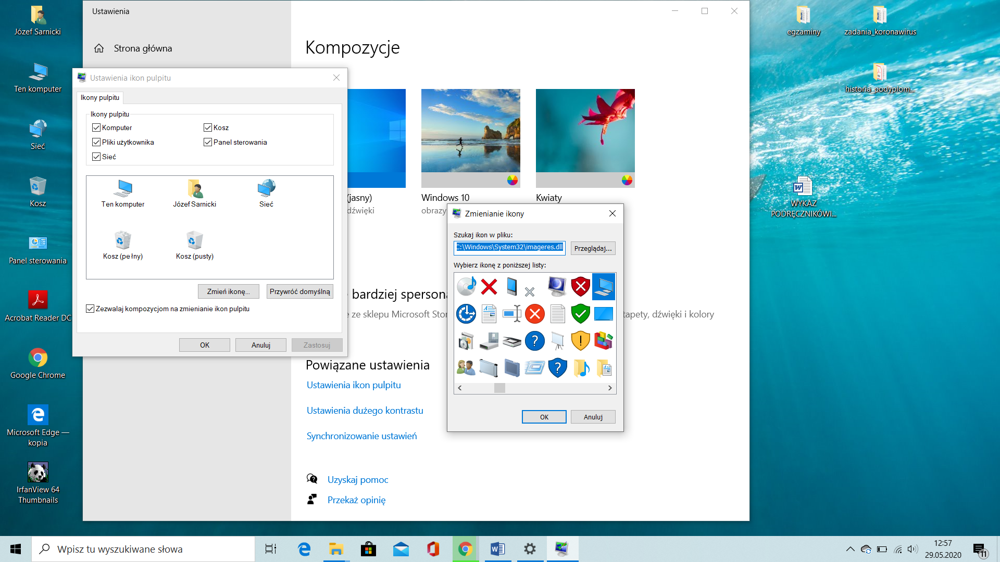 Józef Sarnicki
Ten komputer
Sieć
Kosz
Panel sterowania
Acrobat Reader DC
Google Chrome
Microsoft Edge —
kopia
IrfanView 64
Thumbnails
Ustawienia
Strona główna
Kompozycje
(jasny)
dźwięki
Windows 10
obrazy
Kwiaty
bardziej
ze sklepu Microsoft
tapety, dźwięki i kolory
Powiązane ustawienia
Ustawienia ikon pulpitu
Ustawienia dużego kontrastu
Synchronizowanie ustawień
Uzyskaj pomoc
Przekaż opinię
Ustawienia ikon pulpitu
Ikony pulpitu
Ikony pulpitu
Komputer
Kosz
Pliki użytkownika
Panel sterowania
Sieć
Ten komputer
Józef Sarnicki
Sieć
Kosz (pełny)
Kosz (pusty)
Zmień ikonę...
Przywróć domyślną
Zezwalaj kompozycjom na zmienianie ikon pulpitu
OK
Anuluj
Zastosuj
Zmienianie ikony
Szukaj ikon w pliku:
C:\Windows\System32\imageres.dll
Przeglądaj...
Wybierz ikonę z poniższej listy:
OK
Anuluj
egzaminy
zadania_koronawirus
historia_podyplom...
WYKAZ
PODRĘCZNIKÓWI...
Wpisz tu wyszukiwane słowa
12:57
29.05.2020
11